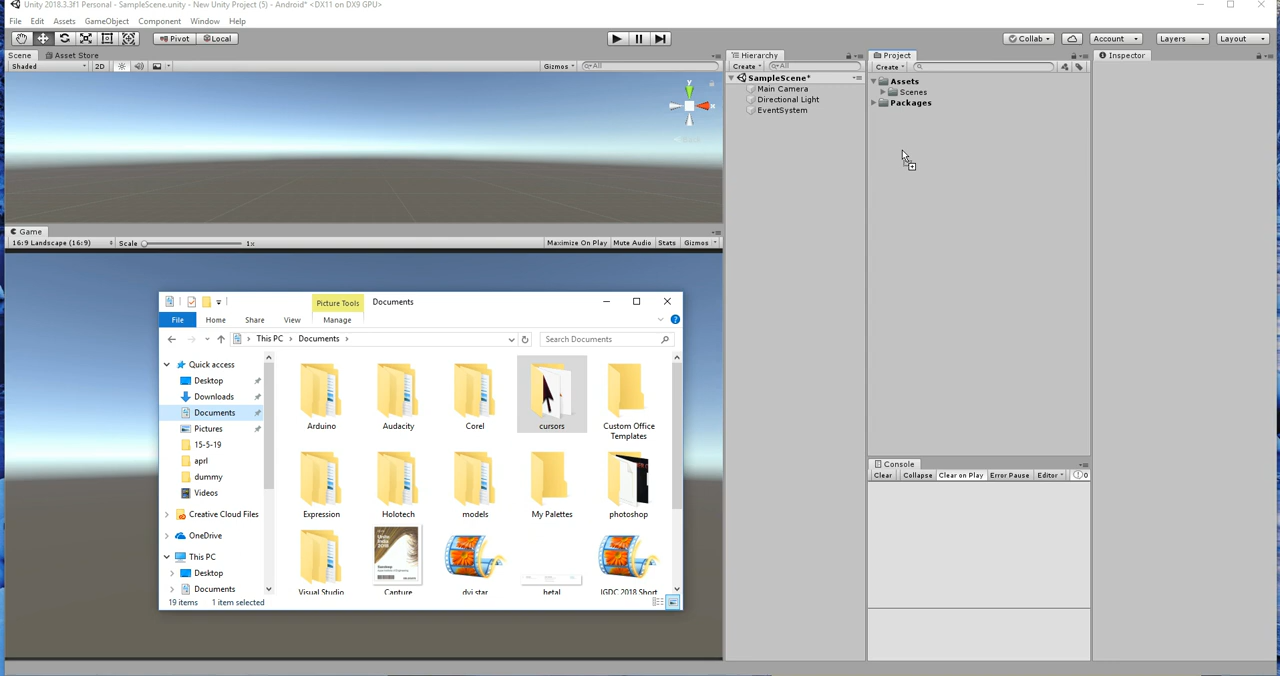 Unity 2018.3.3f1 Personal - SampleScene.unity - New Unity Project (5) - Android* <DX11 on DX9 GPU>
File Edit Assets GameObject Component Window Help
Pivot Local Collab Account Layers Layout
Scene Asset Store
Shaded 2D Gizmos All
Game
16:9 Landscape (16:9) Scale 1x Maximize On Play Mute Audio Stats Gizmos
Hierarchy
Create All
SampleScene*
Main Camera
Directional Light
EventSystem
Project
Create
Assets
Scenes
Packages
Inspector
Console
Clear Collapse Clear on Play Error Pause Editor 0
Picture Tools Documents
File Home Share View Manage
This PC Documents Search Documents
Quick access
Desktop
Downloads
Documents
Pictures
15-5-19
aprl
dummy
Videos
Creative Cloud Files
OneDrive
This PC
Desktop
Documents
Arduino Audacity Corel cursors Custom Office Templates
Expression Holotech models My Palettes photoshop
Visual Studio Capture dvi star hetal IGDC 2018 Short
19 items 1 item selected